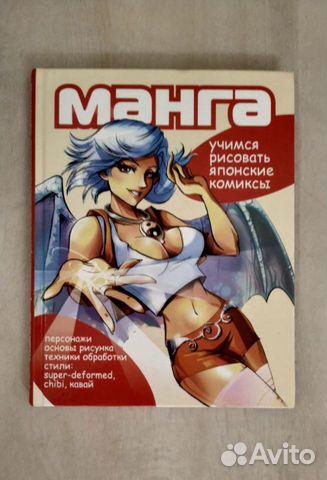 манга
учимся
рисовать
японские
комиксы
персонажи
основы рисунка
техники обработки
стили:
super-deformed,
chibi, кавай
Avito